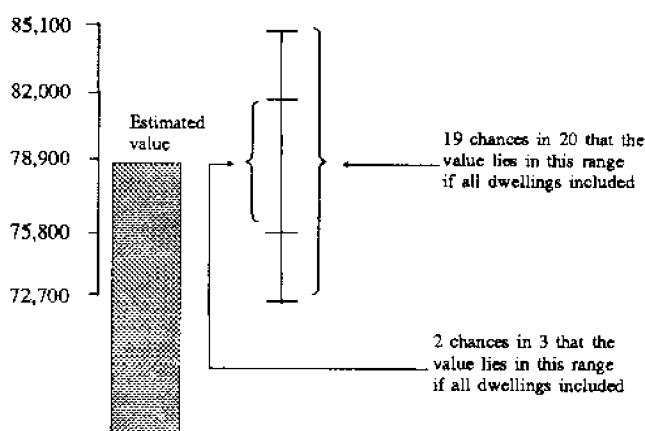 85,100
82,000
Estimated
value
78,900
19 chances in 20 that the
value lies in this range
if all dwellings included
75,800
72,700
2 chances in 3 that the
value lies in this range
if all dwellings included